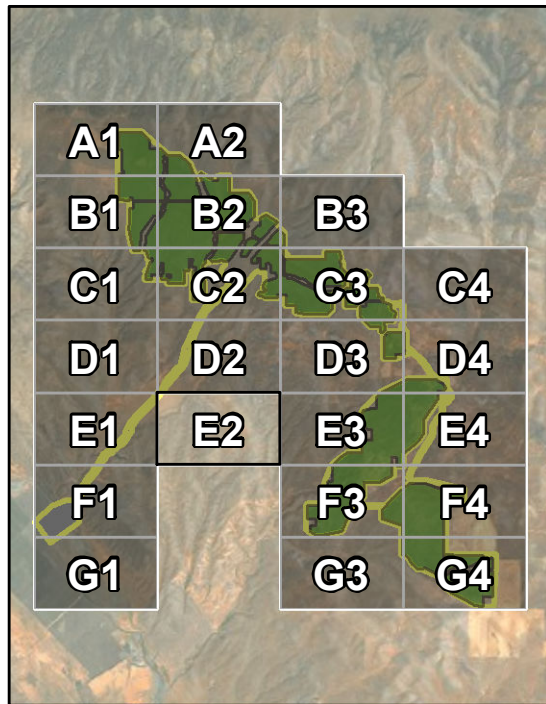 A1 A2
B1 B2 B3
C1 C2 C3 C4
D1 D2 D3 D4
E1 E2 E3 E4
F1 F3 F4
G1 G3 G4